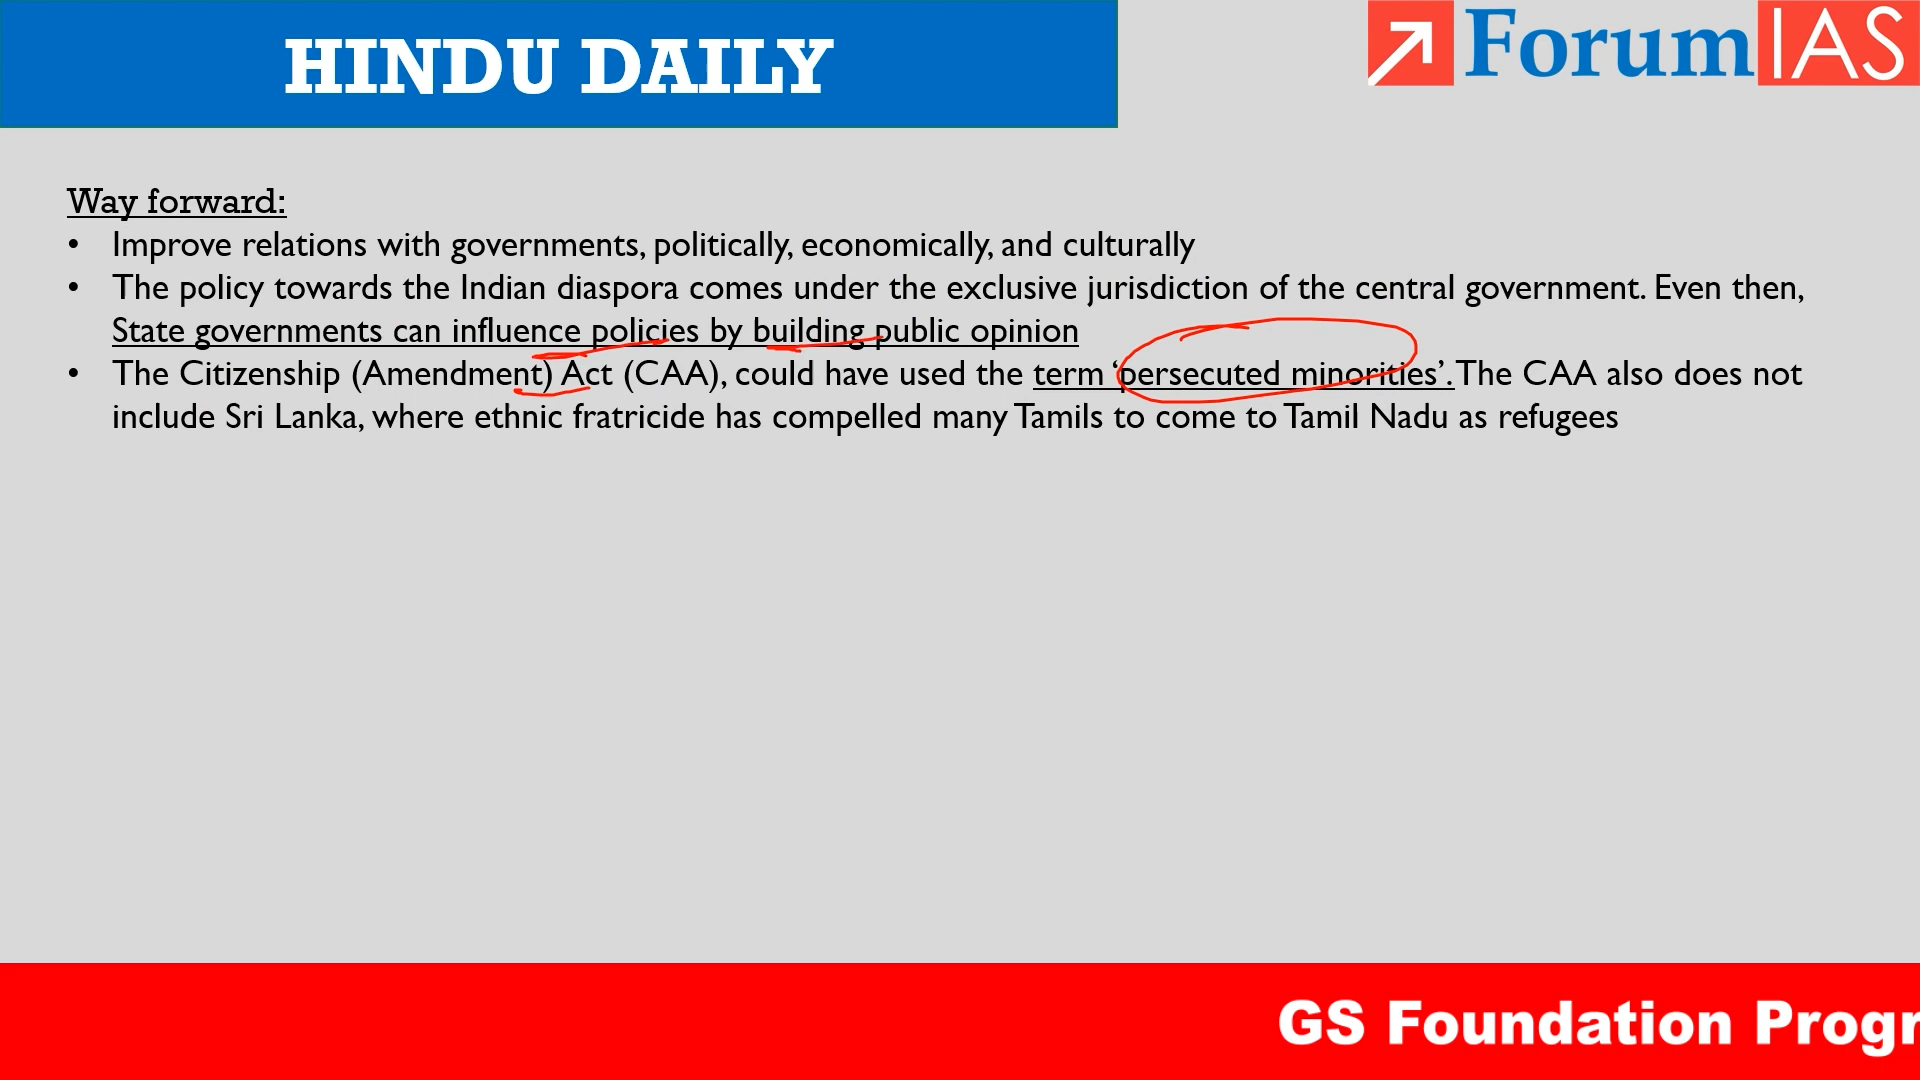 HINDU DAILY
Forum IAS
Way forward:
• Improve relations with governments, politically, economically, and culturally
• The policy towards the Indian diaspora comes under the exclusive jurisdiction of the central government. Even then,
State governments can influence policies by building public opinion
• The Citizenship (Amendment) Act (CAA), could have used the term ‘persecuted minorities’. The CAA also does not
include Sri Lanka, where ethnic fratricide has compelled many Tamils to come to Tamil Nadu as refugees
GS Foundation Progr